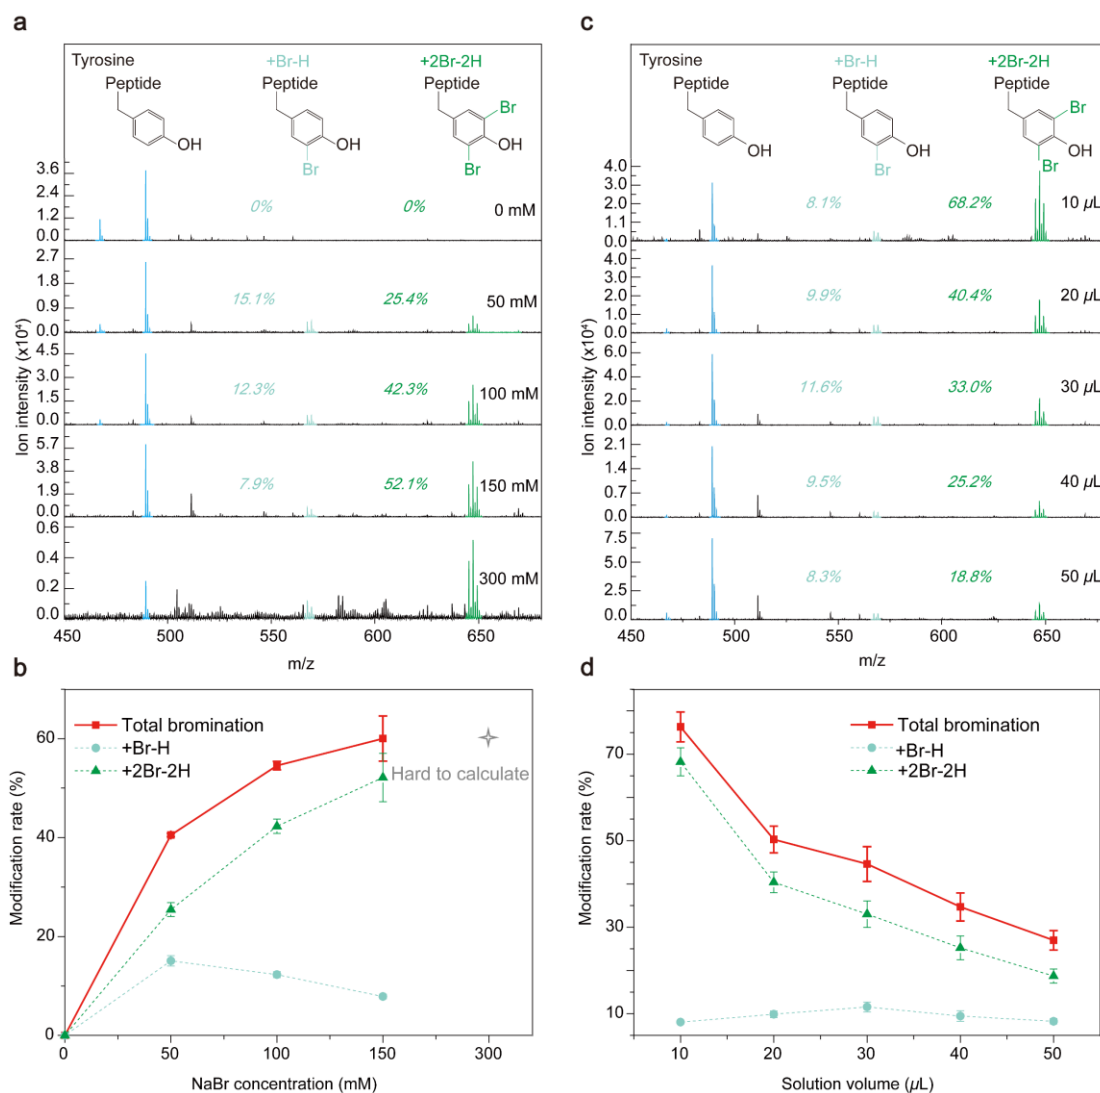 a
Tyrosine
+Br-H
+2Br-2H
Peptide
Peptide
Peptide
OH
OH
Br
Br
OH
Br
3.6
2.4
1.2
0.0
0%
0%
0 mM
2.7
1.8
0.9
0.0
15.1%
25.4%
50 mM
4.5
3.0
1.5
0.0
12.3%
42.3%
100 mM
5.7
3.8
1.9
0.0
7.9%
52.1%
150 mM
0.6
0.4
0.2
0.0
300 mM
Ion intensity (x10⁴)
450
500
550
600
650
m/z
c
Tyrosine
+Br-H
+2Br-2H
Peptide
Peptide
Peptide
OH
OH
Br
Br
OH
Br
4.0
3.0
2.0
1.1
0.0
8.1%
68.2%
10 µL
4.0
3.0
2.0
1.0
0.0
9.9%
40.4%
20 µL
6.0
4.0
2.0
0.0
11.6%
33.0%
30 µL
2.1
1.4
0.7
0.0
9.5%
25.2%
40 µL
7.5
5.0
2.5
0.0
8.3%
18.8%
50 µL
Ion intensity (x10⁴)
450
500
550
600
650
m/z
b
Total bromination
+Br-H
+2Br-2H
Hard to calculate
60
40
20
0
Modification rate (%)
0
50
100
150
300
NaBr concentration (mM)
d
Total bromination
+Br-H
+2Br-2H
70
50
30
10
Modification rate (%)
10
20
30
40
50
Solution volume (µL)